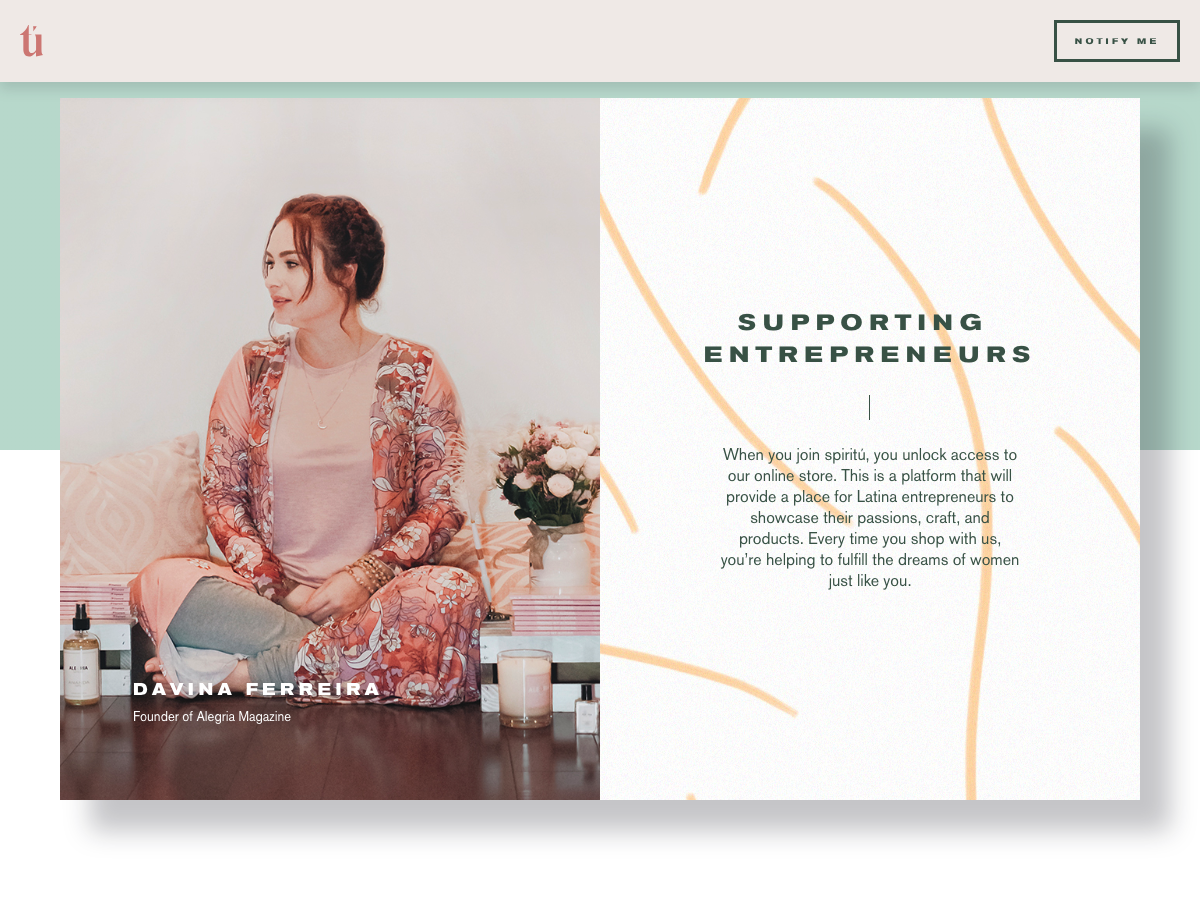 tú
NOTIFY ME
SUPPORTING
ENTREPRENEURS
When you join spiritú, you unlock access to
our online store. This is a platform that will
provide a place for Latina entrepreneurs to
showcase their passions, craft, and
products. Every time you shop with us,
you’re helping to fulfill the dreams of women
just like you.
DAVINA FERREIRA
Founder of Alegria Magazine